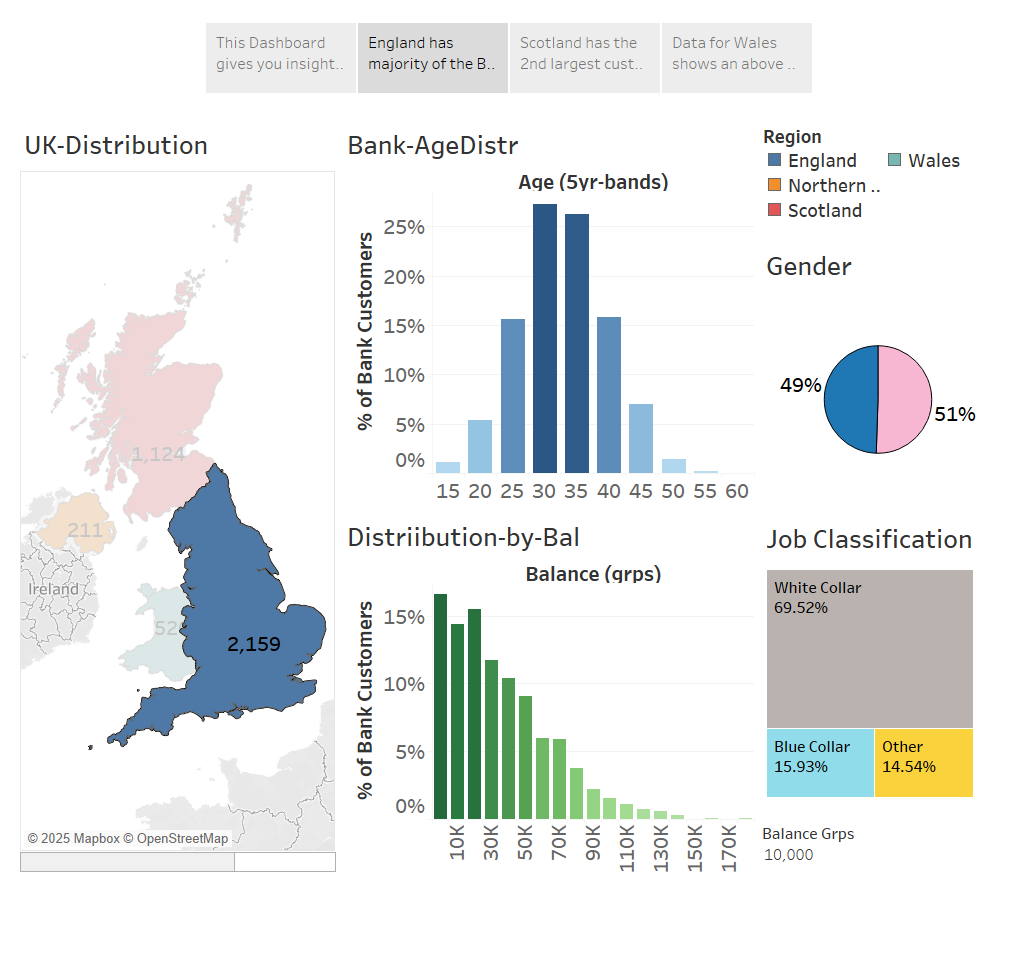 This Dashboard
gives you insight..
England has
majority of the B..
Scotland has the
2nd largest cust..
Data for Wales
shows an above ..
UK-Distribution
1,124
211
Ireland
52
2,159
© 2025 Mapbox © OpenStreetMap
Bank-AgeDistr
Age (5yr-bands)
% of Bank Customers
25%
20%
15%
10%
5%
0%
15 20 25 30 35 40 45 50 55 60
Region
England
Wales
Northern ..
Scotland
Gender
49%
51%
Distriibution-by-Bal
Balance (grps)
% of Bank Customers
15%
10%
5%
0%
10K 30K 50K 70K 90K 110K 130K 150K 170K
Job Classification
White Collar
69.52%
Blue Collar
15.93%
Other
14.54%
Balance Grps
10,000